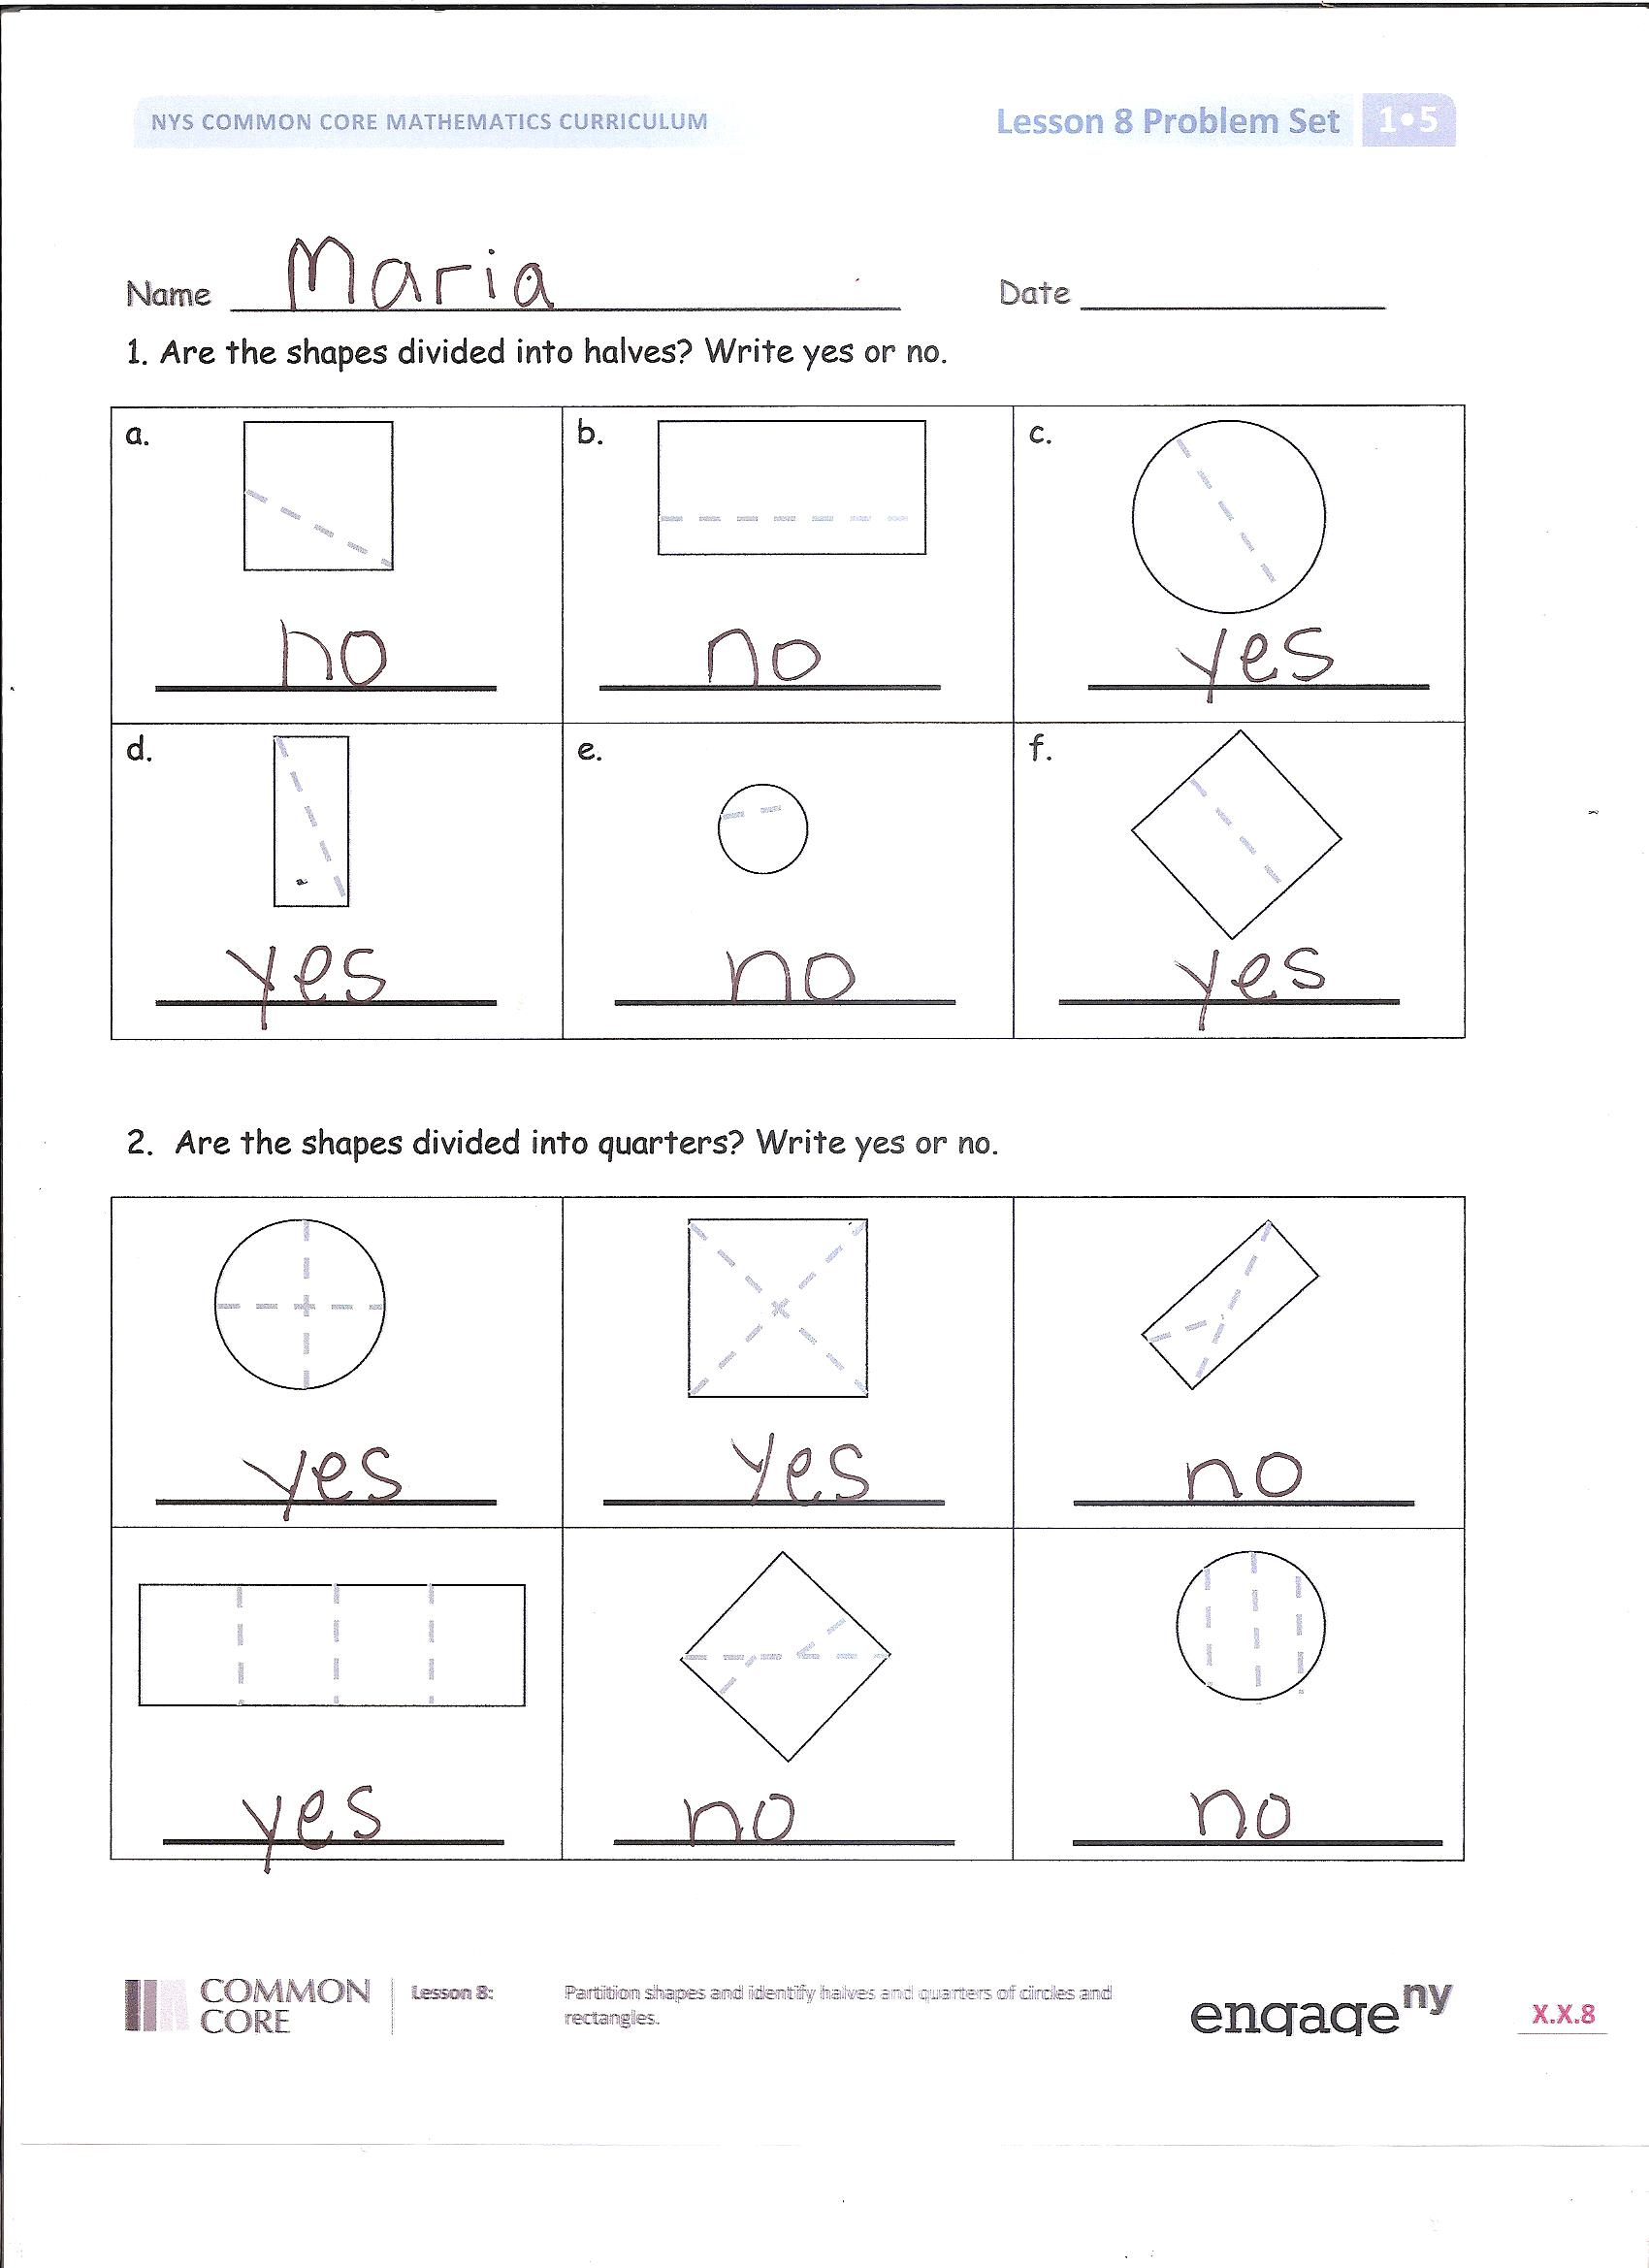 NYS COMMON CORE MATHEMATICS CURRICULUM
Lesson 8 Problem Set 1•5
Name Maria Date
1. Are the shapes divided into halves? Write yes or no.
a. b. c.
no no yes
d. e. f.
yes no yes
2. Are the shapes divided into quarters? Write yes or no.
yes yes no
yes no no
COMMON CORE
Lesson 8:
Partition shapes and identify halves and quarters of circles and
rectangles.
engage ny
X.X.8